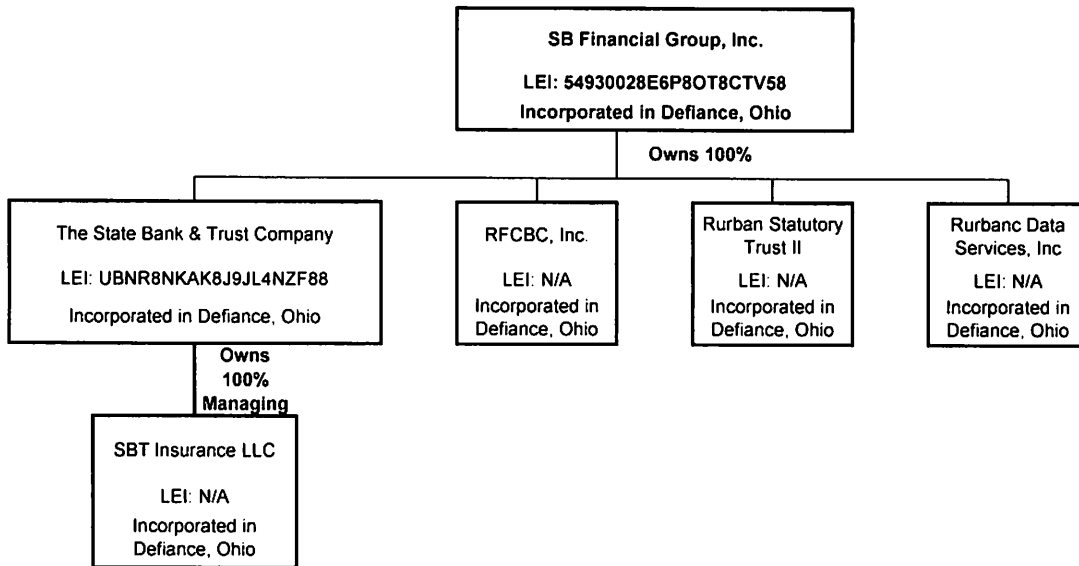 SB Financial Group, Inc.
LEI: 54930028E6P8OT8CTV58
Incorporated in Defiance, Ohio
Owns 100%
The State Bank & Trust Company
LEI: UBNR8NKAK8J9JL4NZF88
Incorporated in Defiance, Ohio
RFCBC, Inc.
LEI: N/A
Incorporated in
Defiance, Ohio
Rurban Statutory
Trust II
LEI: N/A
Incorporated in
Defiance, Ohio
Rurbanc Data
Services, Inc
LEI: N/A
Incorporated in
Defiance, Ohio
Owns
100%
Managing
SBT Insurance LLC
LEI: N/A
Incorporated in
Defiance, Ohio